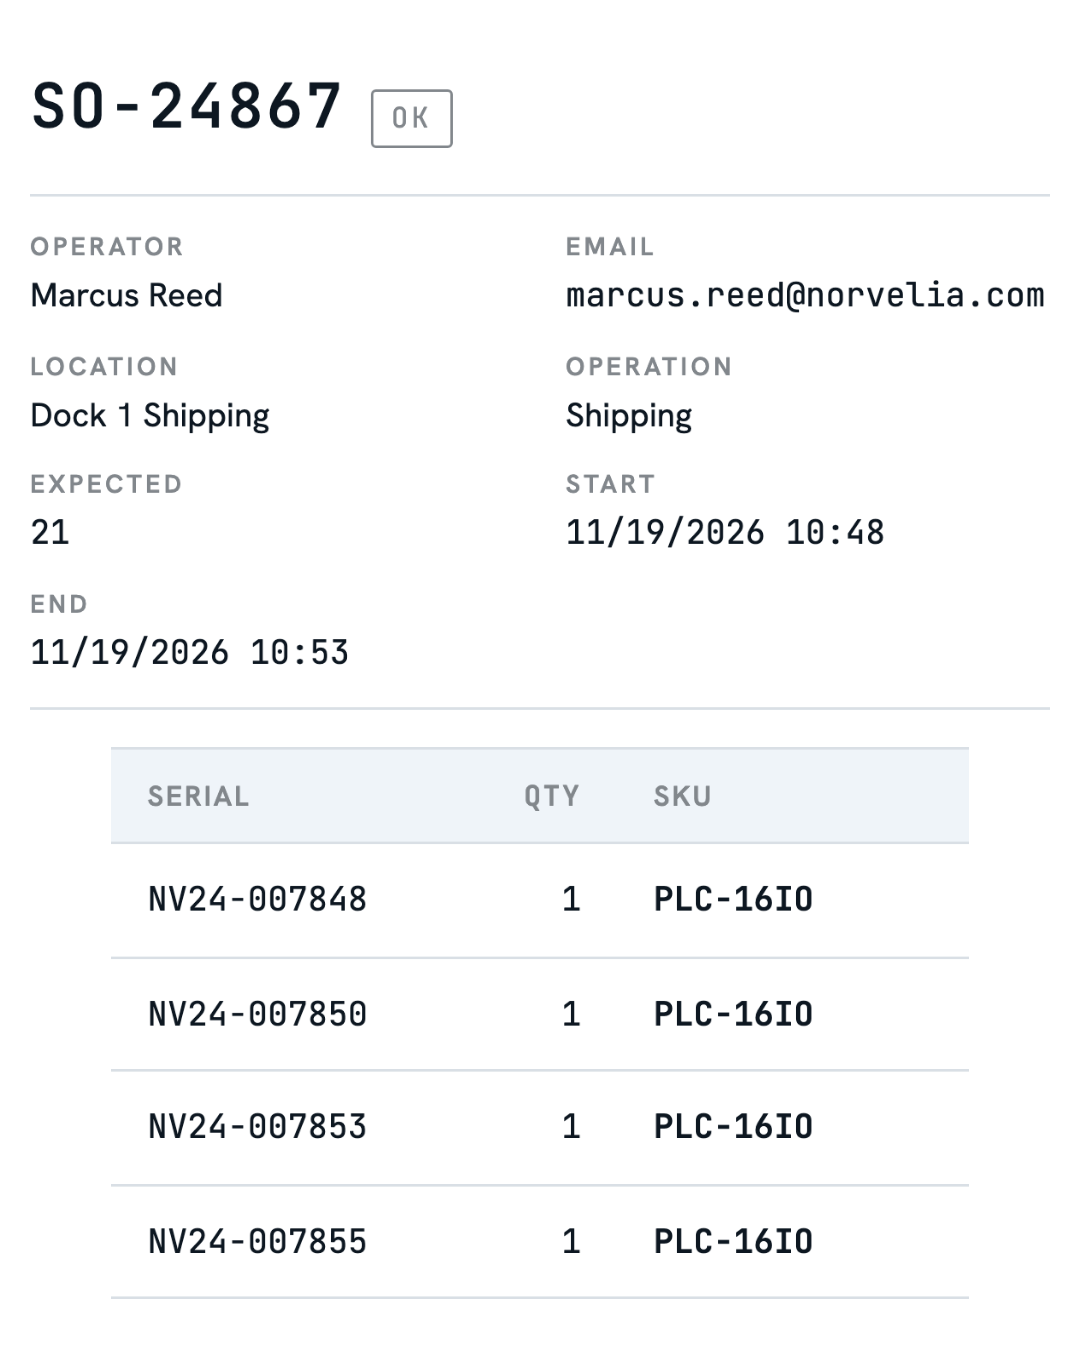 SO-24867 OK
OPERATOR EMAIL
Marcus Reed marcus.reed@norvelia.com
LOCATION OPERATION
Dock 1 Shipping Shipping
EXPECTED START
21 11/19/2026 10:48
END
11/19/2026 10:53
SERIAL QTY SKU
NV24-007848 1 PLC-16IO
NV24-007850 1 PLC-16IO
NV24-007853 1 PLC-16IO
NV24-007855 1 PLC-16IO